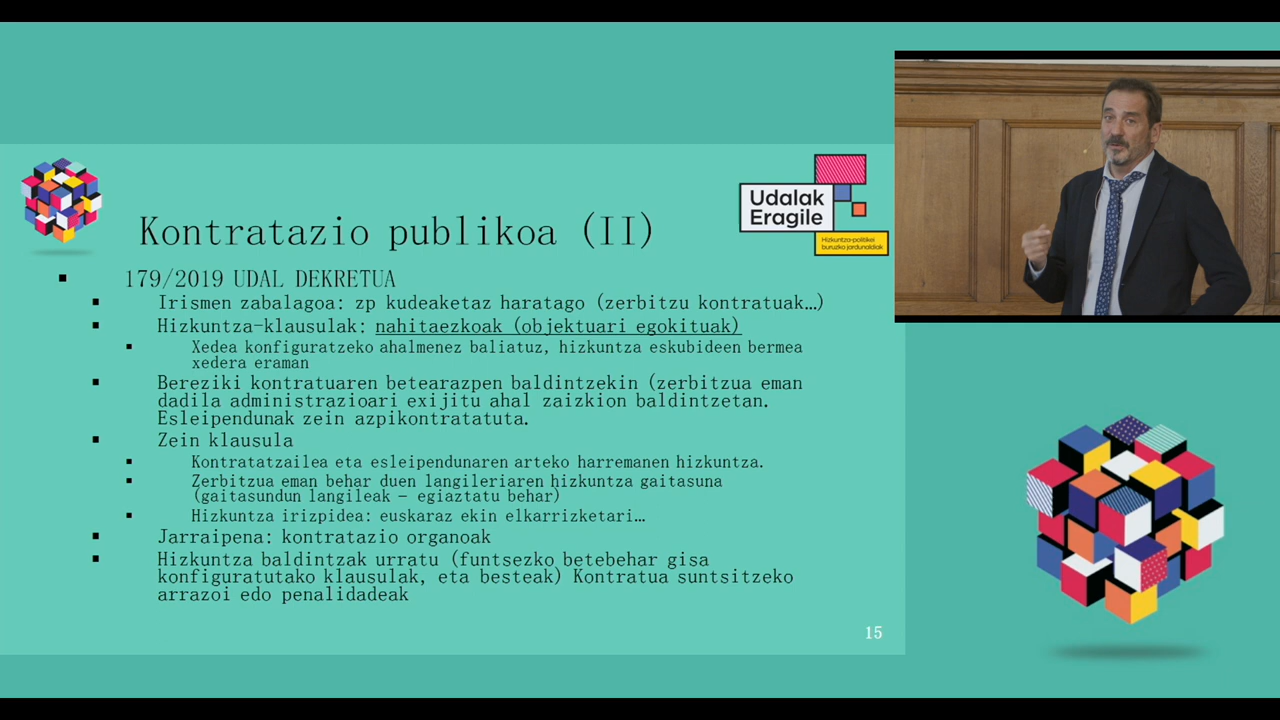 Udalak
Eragile
Hizkuntza-politikei
buruzko jardunaldiak
Kontratazio publikoa (II)
▪ 179/2019 UDAL DEKRETUA
▪ Irismen zabalagoa: zp kudeaketaz haratago (zerbitzu kontratuak…)
▪ Hizkuntza-klausulak: nahitaezkoak (objektuari egokituak)
▪ Xedea konfiguratzeko ahalmenez baliatuz, hizkuntza eskubideen bermea
xedera eraman
▪ Bereziki kontratuaren betearazpen baldintzekin (zerbitzua eman
dadila administrazioari exijitu ahal zaizkion baldintzetan.
Esleipendunak zein azpikontratatuta.
▪ Zein klausula
▪ Kontratatzailea eta esleipendunaren arteko harremanen hizkuntza.
▪ Zerbitzua eman behar duen langileriaren hizkuntza gaitasuna
(gaitasundun langileak – egiaztatu behar)
▪ Hizkuntza irizpidea: euskaraz ekin elkarrizketari…
▪ Jarraipena: kontratazio organoak
▪ Hizkuntza baldintzak urratu (funtsezko betebehar gisa
konfiguratutako klausulak, eta besteak) Kontratua suntsitzeko
arrazoi edo penalidadeak
15